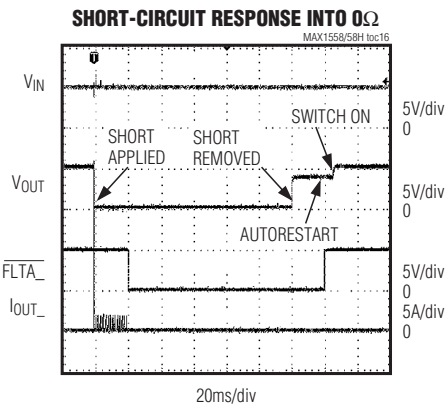 SHORT-CIRCUIT RESPONSE INTO 0Ω
MAX1558/58H toc16
VIN
SWITCH ON
5V/div
0
SHORT APPLIED
SHORT REMOVED
VOUT
5V/div
0
AUTORESTART
FLTA_
5V/div
0
IOUT_
5A/div
0
20ms/div